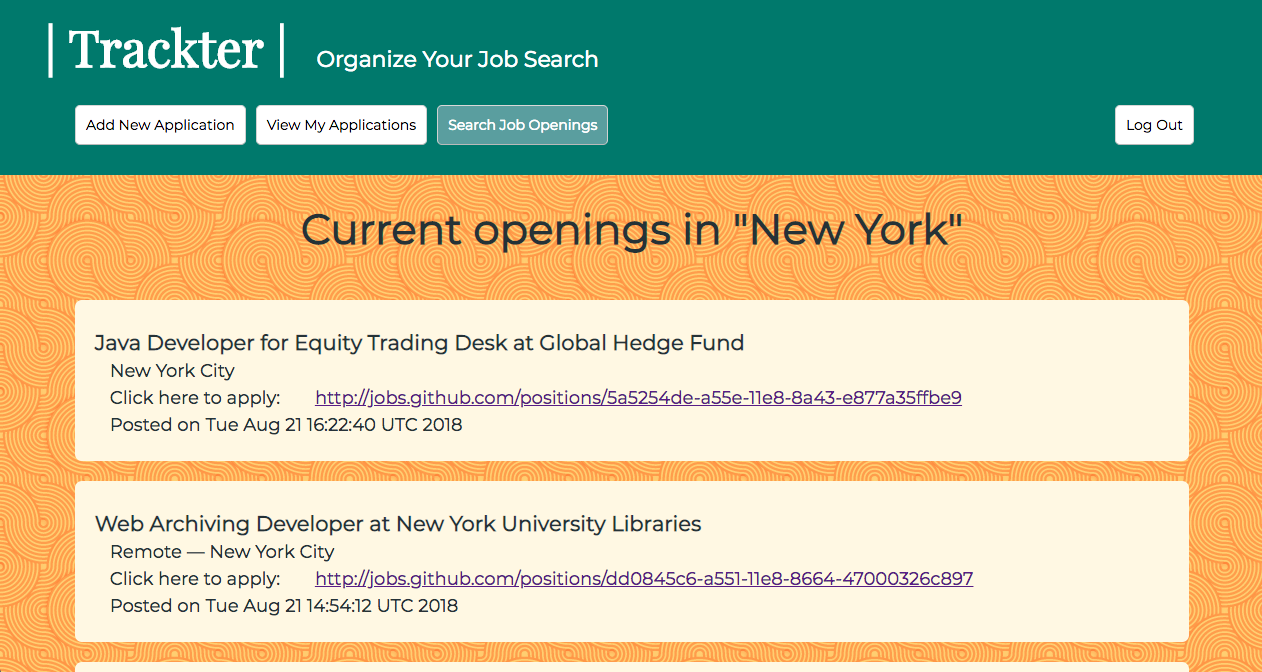 | Trackter | Organize Your Job Search
Add New Application View My Applications Search Job Openings Log Out
Current openings in "New York"
Java Developer for Equity Trading Desk at Global Hedge Fund
New York City
Click here to apply: http://jobs.github.com/positions/5a5254de-a55e-11e8-8a43-e877a35ffbe9
Posted on Tue Aug 21 16:22:40 UTC 2018
Web Archiving Developer at New York University Libraries
Remote — New York City
Click here to apply: http://jobs.github.com/positions/dd0845c6-a551-11e8-8664-47000326c897
Posted on Tue Aug 21 14:54:12 UTC 2018